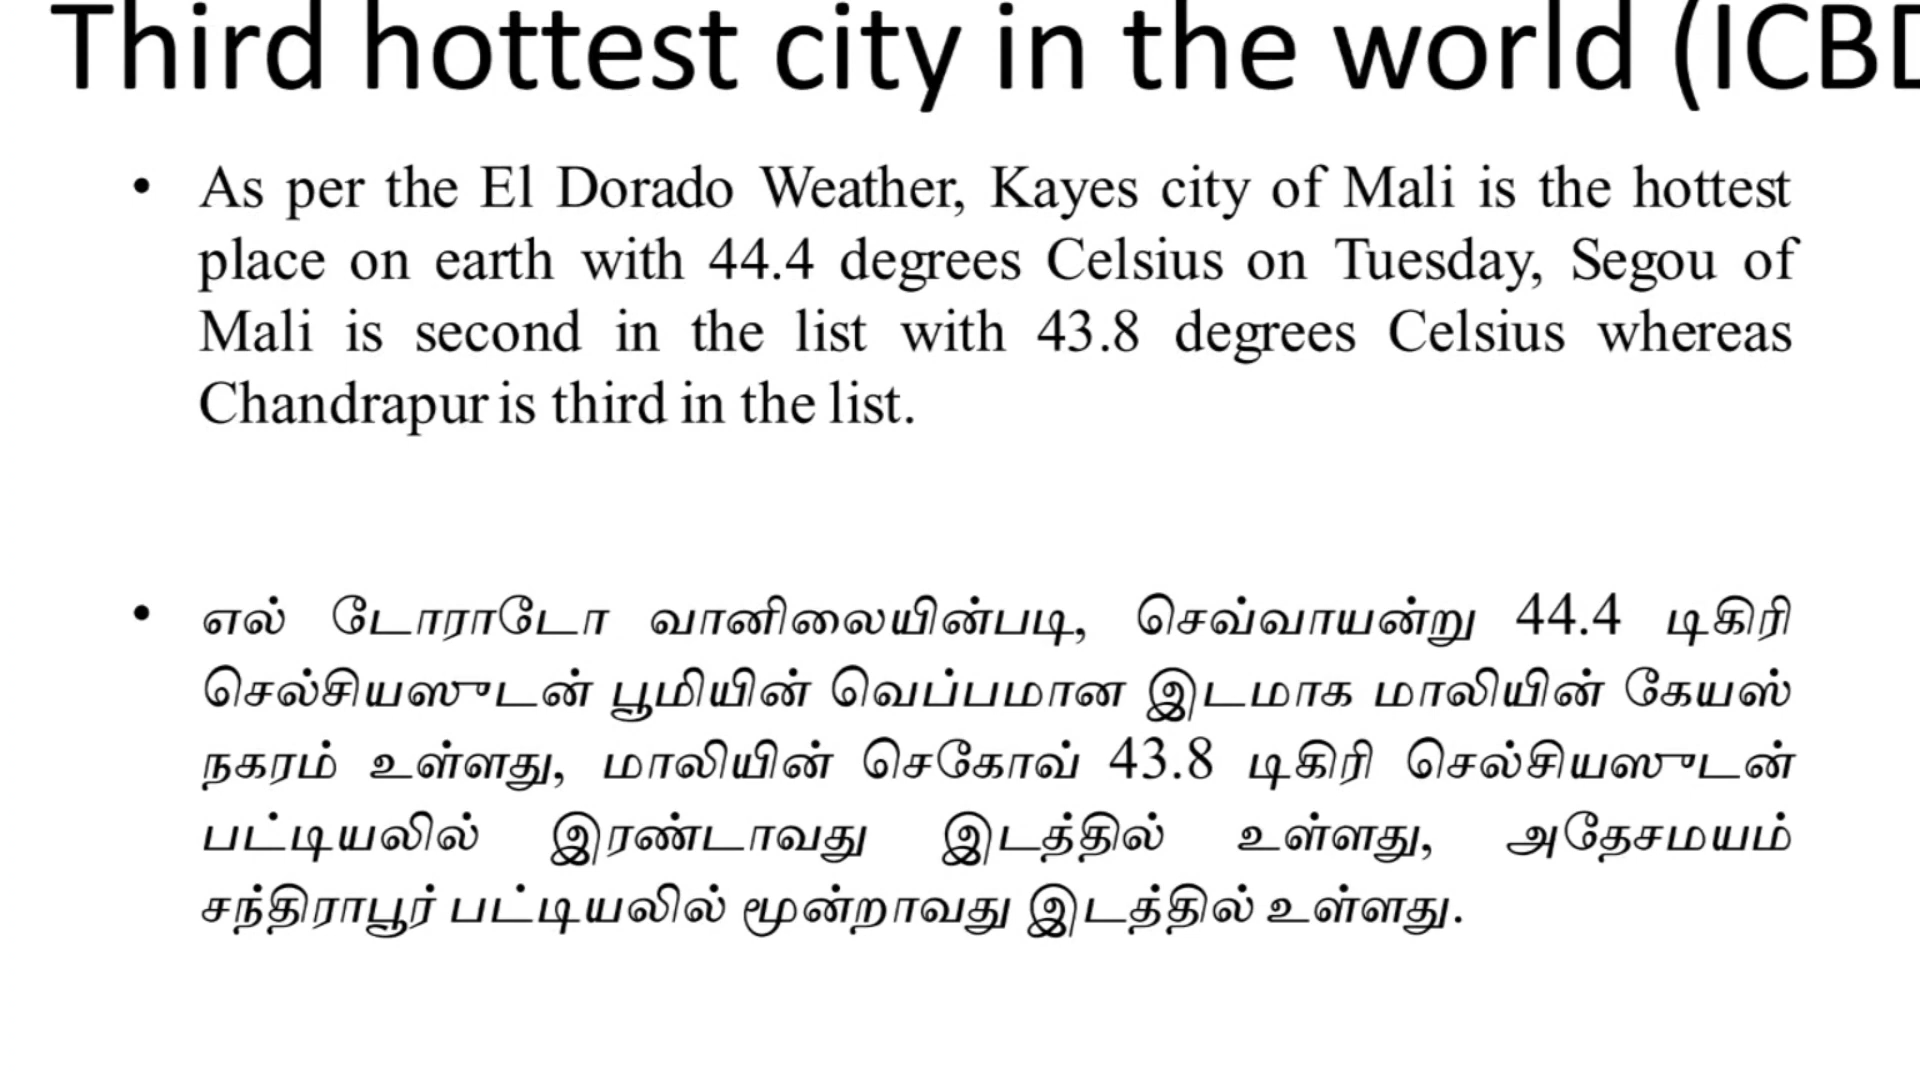 Third hottest city in the world (ICBD
• As per the El Dorado Weather, Kayes city of Mali is the hottest
place on earth with 44.4 degrees Celsius on Tuesday, Segou of
Mali is second in the list with 43.8 degrees Celsius whereas
Chandrapur is third in the list.
• எல் டோராடோ வானிலையின்படி, செவ்வாயன்று 44.4 டிகிரி
செல்சியஸுடன் பூமியின் வெப்பமான இடமாக மாலியின் கேயஸ்
நகரம் உள்ளது, மாலியின் செகோவ் 43.8 டிகிரி செல்சியஸுடன்
பட்டியலில் இரண்டாவது இடத்தில் உள்ளது, அதேசமயம்
சந்திராபூர் பட்டியலில் மூன்றாவது இடத்தில் உள்ளது.